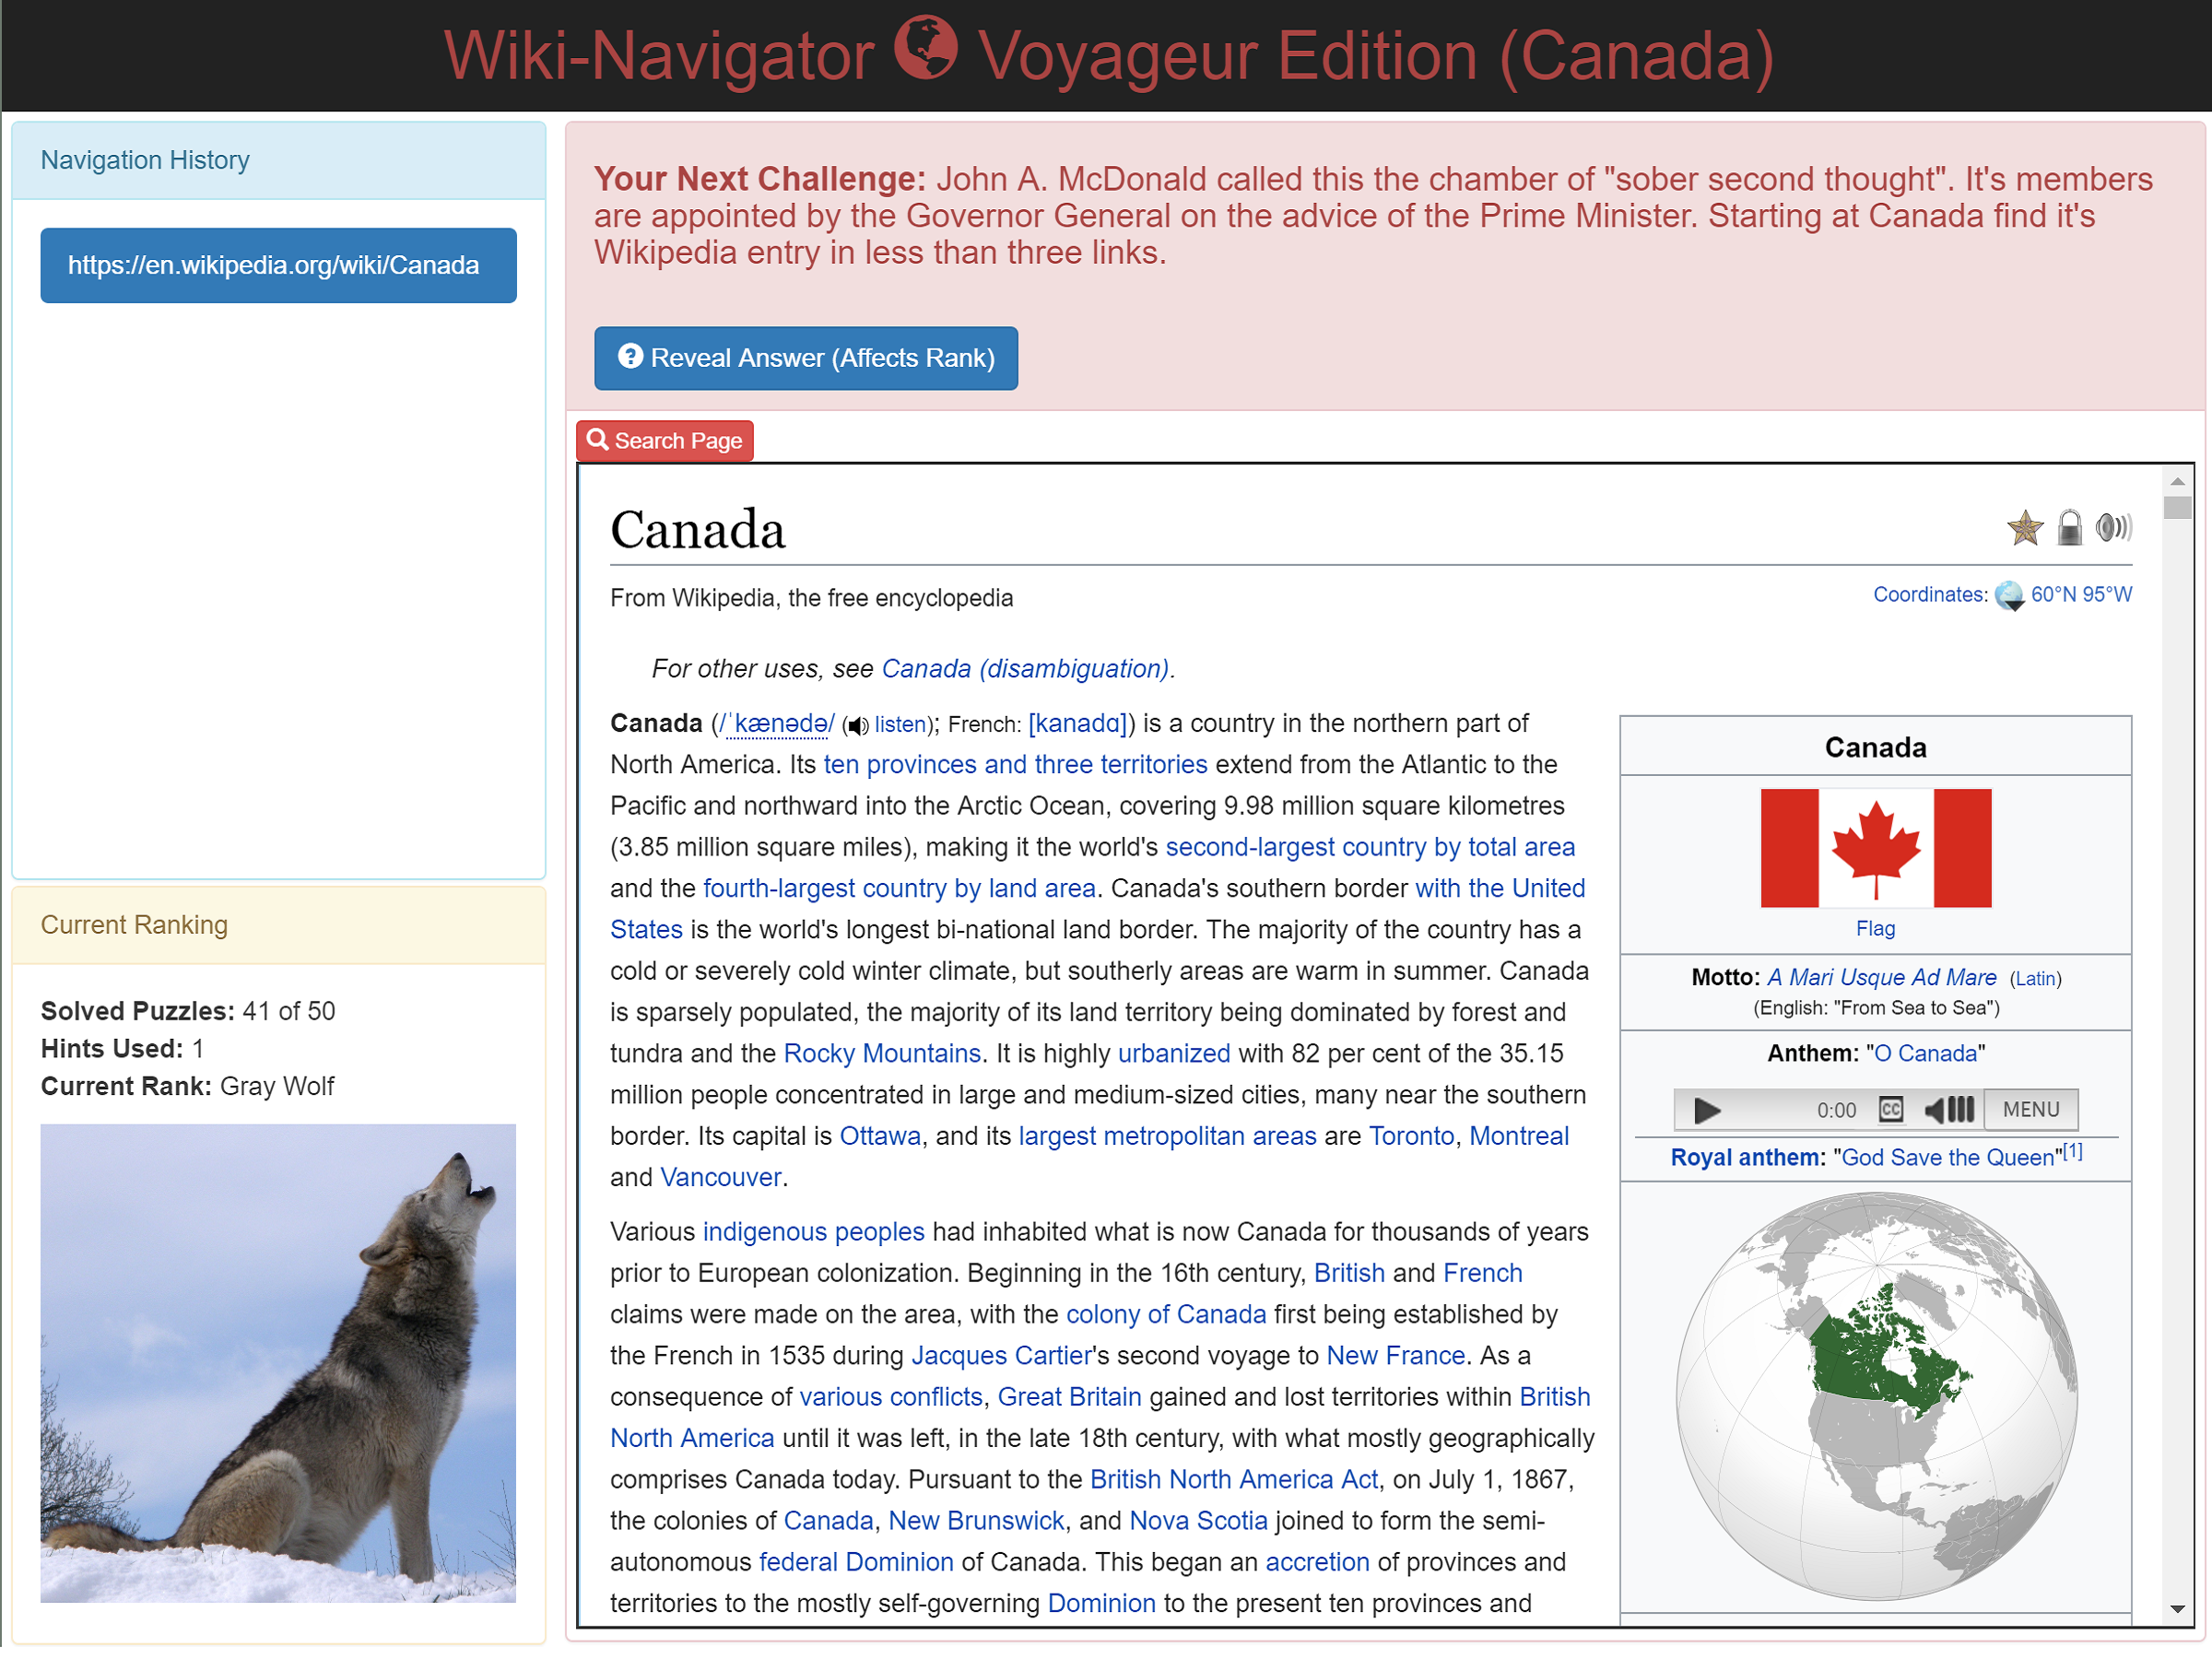 Wiki-Navigator Voyageur Edition (Canada)
Navigation History
https://en.wikipedia.org/wiki/Canada
Current Ranking
Solved Puzzles: 41 of 50
Hints Used: 1
Current Rank: Gray Wolf
Your Next Challenge: John A. McDonald called this the chamber of "sober second thought". It's members
are appointed by the Governor General on the advice of the Prime Minister. Starting at Canada find it's
Wikipedia entry in less than three links.
Reveal Answer (Affects Rank)
Search Page
Canada
From Wikipedia, the free encyclopedia
Coordinates: 60°N 95°W
For other uses, see Canada (disambiguation).
Canada (/ˈkænədə/ (listen); French: [kanadɑ]) is a country in the northern part of
North America. Its ten provinces and three territories extend from the Atlantic to the
Pacific and northward into the Arctic Ocean, covering 9.98 million square kilometres
(3.85 million square miles), making it the world's second-largest country by total area
and the fourth-largest country by land area. Canada's southern border with the United
States is the world's longest bi-national land border. The majority of the country has a
cold or severely cold winter climate, but southerly areas are warm in summer. Canada
is sparsely populated, the majority of its land territory being dominated by forest and
tundra and the Rocky Mountains. It is highly urbanized with 82 per cent of the 35.15
million people concentrated in large and medium-sized cities, many near the southern
border. Its capital is Ottawa, and its largest metropolitan areas are Toronto, Montreal
and Vancouver.
Various indigenous peoples had inhabited what is now Canada for thousands of years
prior to European colonization. Beginning in the 16th century, British and French
claims were made on the area, with the colony of Canada first being established by
the French in 1535 during Jacques Cartier's second voyage to New France. As a
consequence of various conflicts, Great Britain gained and lost territories within British
North America until it was left, in the late 18th century, with what mostly geographically
comprises Canada today. Pursuant to the British North America Act, on July 1, 1867,
the colonies of Canada, New Brunswick, and Nova Scotia joined to form the semi-
autonomous federal Dominion of Canada. This began an accretion of provinces and
territories to the mostly self-governing Dominion to the present ten provinces and
Canada
Flag
Motto: A Mari Usque Ad Mare (Latin)
(English: "From Sea to Sea")
Anthem: "O Canada"
0:00 CC MENU
Royal anthem: "God Save the Queen"[1]